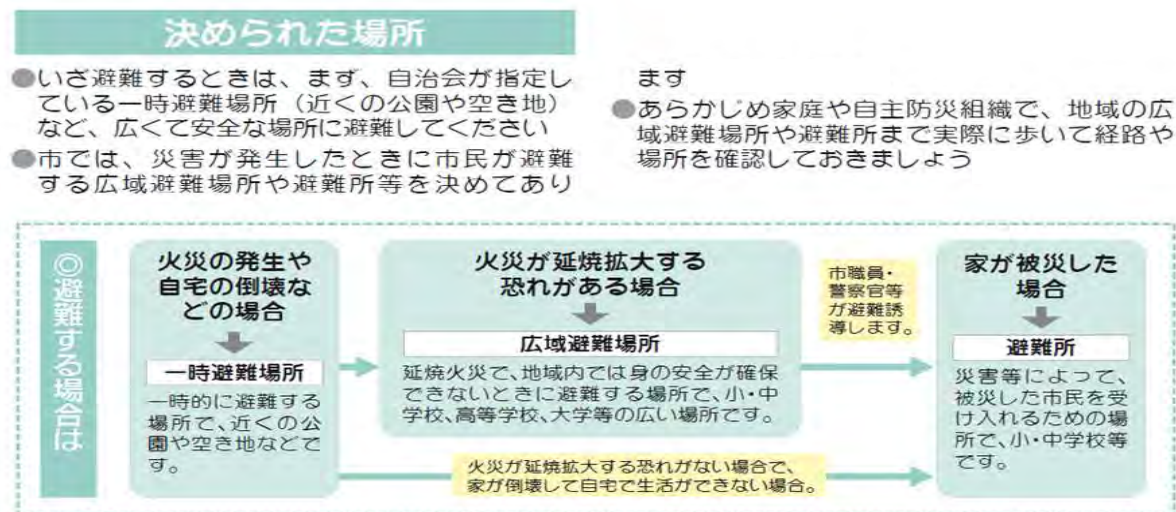 決められた場所
●いざ避難するときは、まず、自治会が指定し
ている一時避難場所（近くの公園や空き地）
など、広くて安全な場所に避難してください
●市では、災害が発生したときに市民が避難
する広域避難場所や避難所等を決めてあり
ます
●あらかじめ家庭や自主防災組織で、地域の広
域避難場所や避難所まで実際に歩いて経路や
場所を確認しておきましょう
◎避難する場合は
火災の発生や
自宅の倒壊な
どの場合
一時避難場所
一時的に避難する
場所で、近くの公
園や空き地などで
す。
火災が延焼拡大する
恐れがある場合
広域避難場所
延焼火災で、地域内では身の安全が確保
できないときに避難する場所で、小・中
学校、高等学校、大学等の広い場所です。
市職員・
警察官等
が避難誘
導します。
火災が延焼拡大する恐れがない場合で、
家が倒壊して自宅で生活ができない場合。
家が被災した
場合
避難所
災害等によって、
被災した市民を受
け入れるための場
所で、小・中学校等
です。